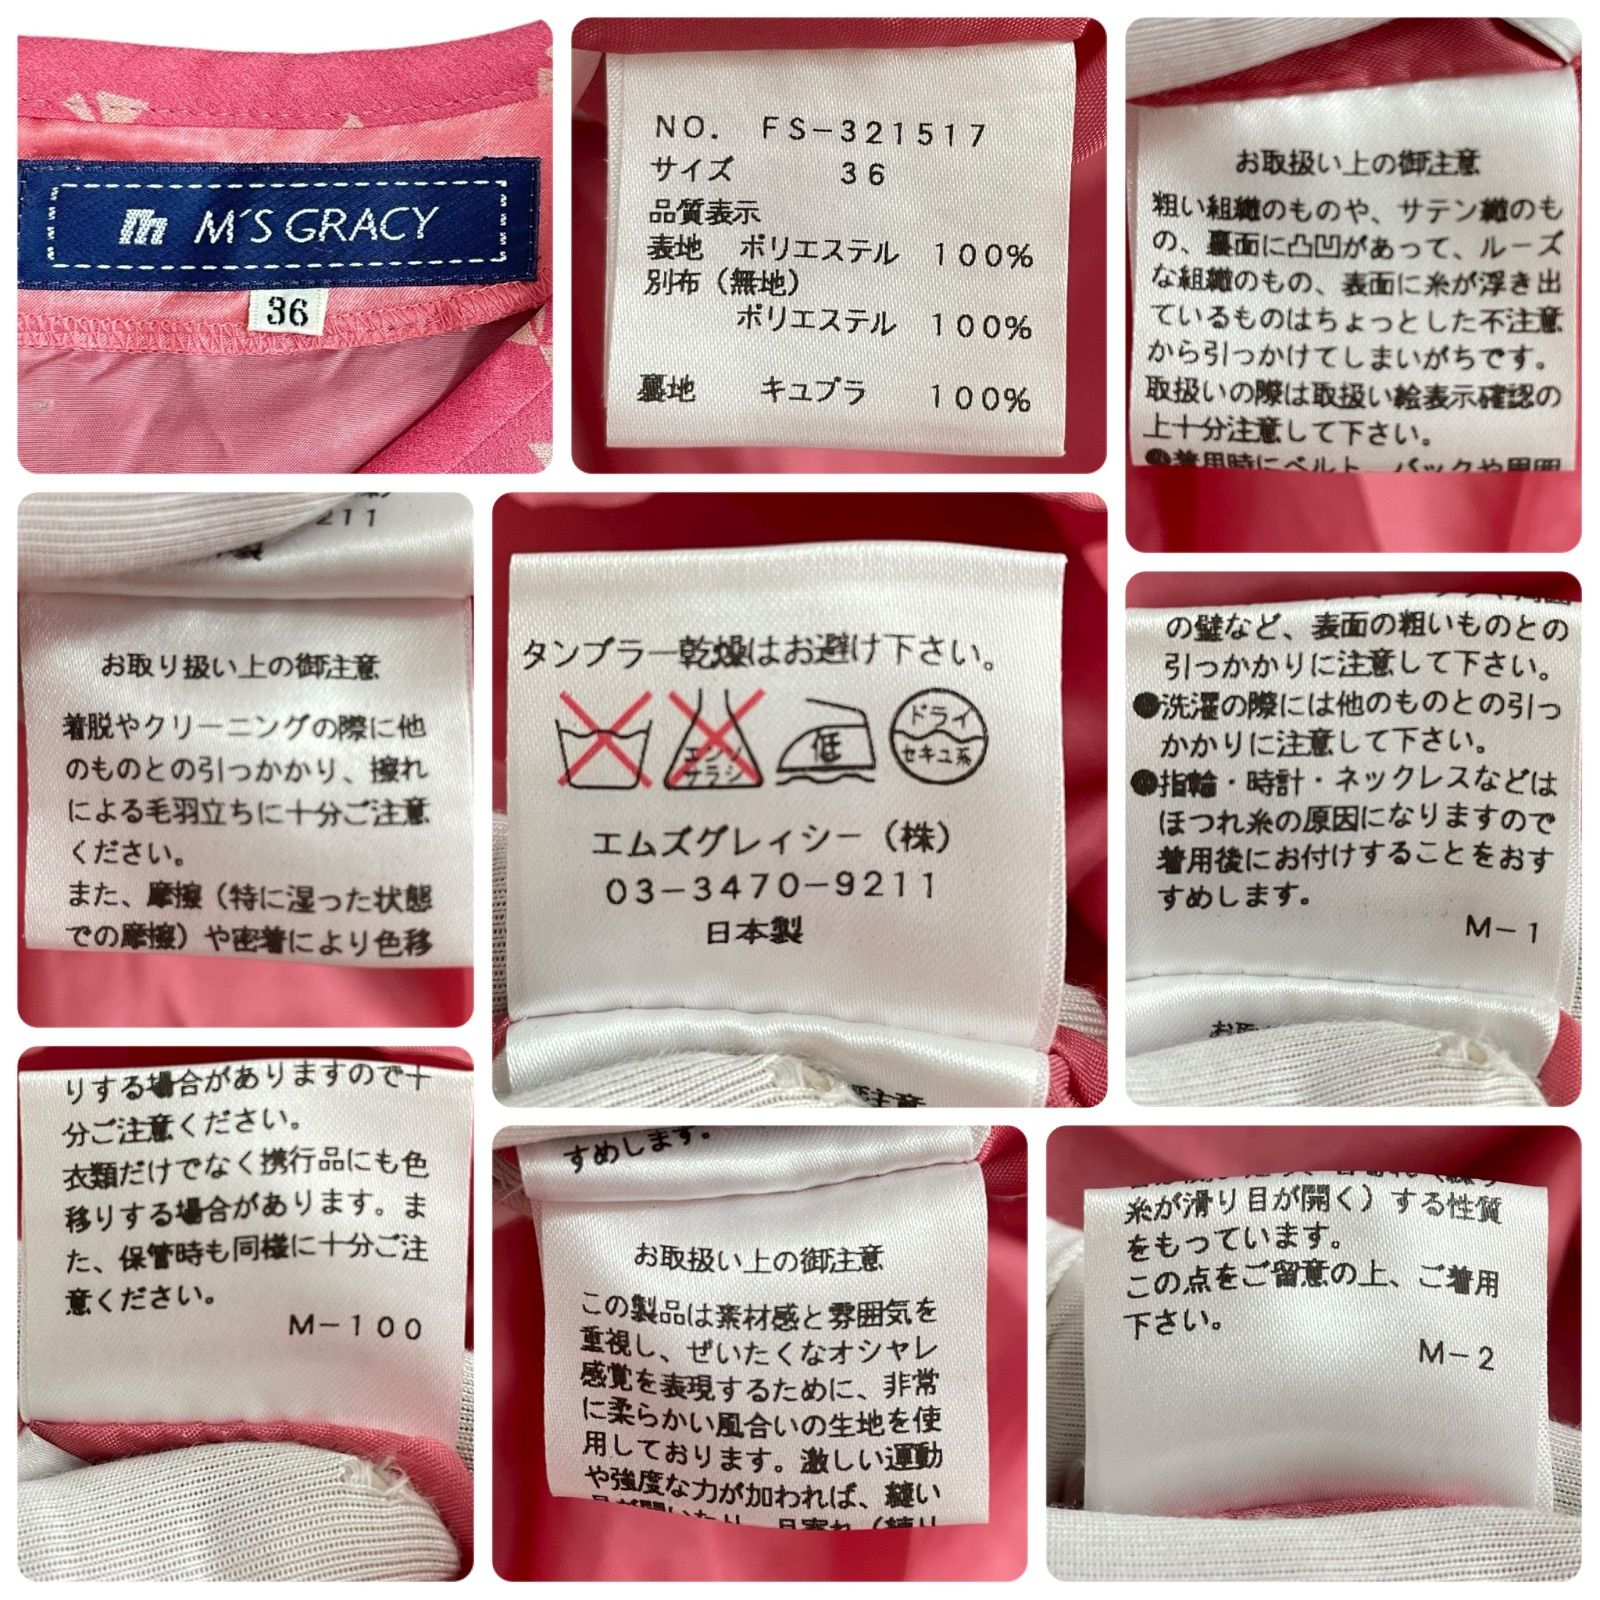 M'S GRACY
36
NO. FS-321517
サイズ 36
品質表示
表地 ポリエステル 100%
別布（無地）
ポリエステル 100%
裏地 キュプラ 100%
お取扱い上の御注意
粗い組織のものや、サテン織のも
の、裏面に凸凹があって、ルーズ
な組織のもの、表面に糸が浮き出
ているものはちょっとした不注意
から引っかけてしまいがちです。
取扱いの際は取扱い絵表示確認の
上十分注意して下さい。
●着用時にベルト、バックや周囲
211
製
お取り扱い上の御注意
着脱やクリーニングの際に他
のものとの引っかかり、擦れ
による毛羽立ちに十分ご注意
ください。
また、摩擦（特に湿った状態
での摩擦）や密着により色移
タンブラー乾燥はお避け下さい。
エンソ
サラシ
低
ドライ
セキユ系
エムズグレイシー（株）
03-3470-9211
日本製
の壁など、表面の粗いものとの
引っかかりに注意して下さい。
●洗濯の際には他のものとの引っ
かかりに注意して下さい。
●指輪・時計・ネックレスなどは
ほつれ糸の原因になりますので
着用後にお付けすることをおす
すめします。
M-1
りする場合がありますので十
分ご注意ください。
衣類だけでなく携行品にも色
移りする場合があります。ま
た、保管時も同様に十分ご注
意ください。
M-100
すめします。
お取扱い上の御注意
この製品は素材感と雰囲気を
重視し、ぜいたくなオシャレ
感覚を表現するために、非常
に柔らかい風合いの生地を使
用しております。激しい運動
や強度な力が加われば、縫い
糸が滑り目が開く）する性質
をもっています。
この点をご留意の上、ご着用
下さい。
M-2